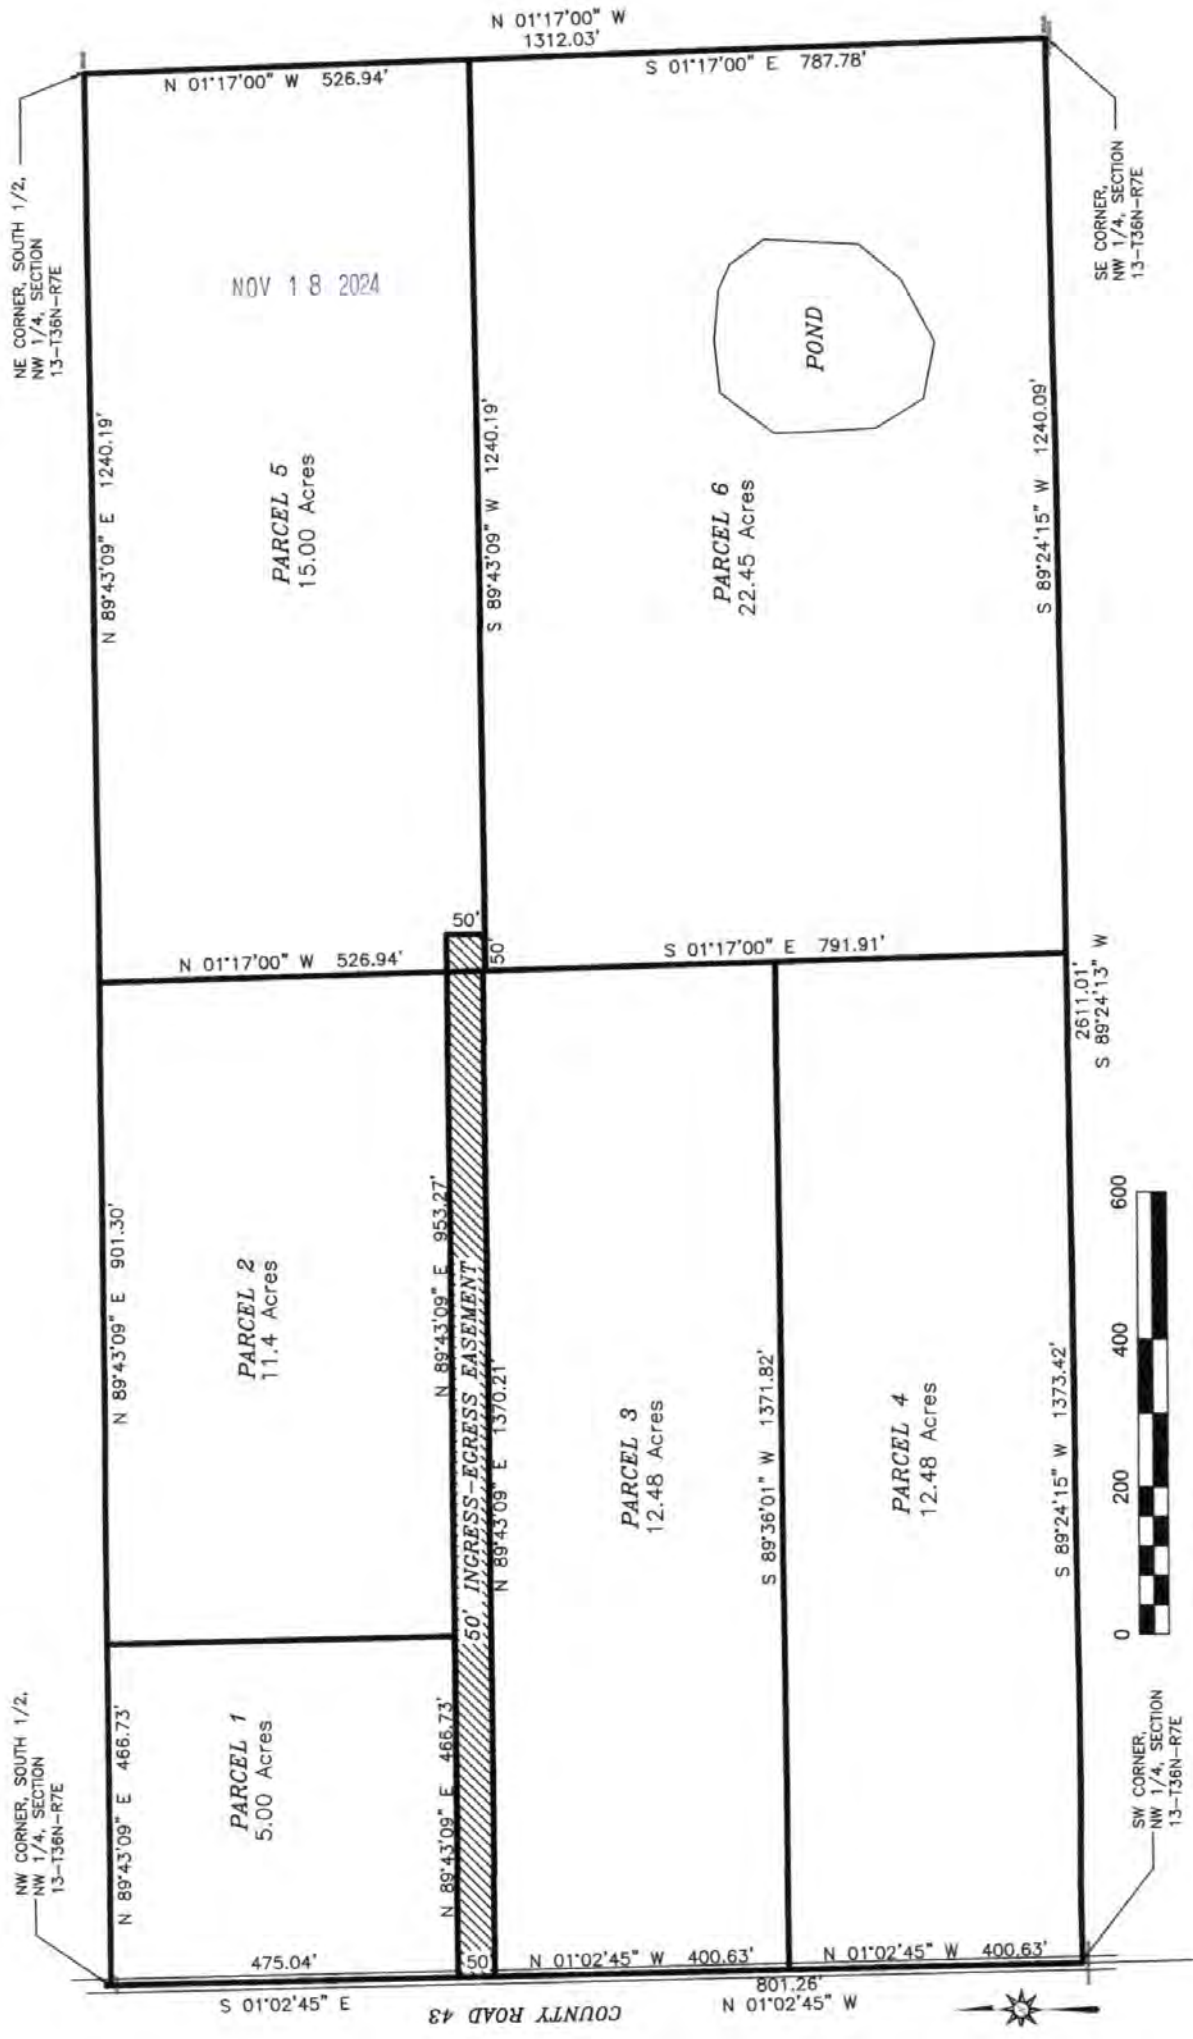 N 01°17'00" W
1312.03'
N 01°17'00" W 526.94'
S 01°17'00" E 787.78'
NE CORNER, SOUTH 1/2,
NW 1/4, SECTION
13-T36N-R7E
SE CORNER,
NW 1/4, SECTION
13-T36N-R7E
NOV 18 2024
N 89°43'09" E 1240.19'
PARCEL 5
15.00 Acres
S 89°43'09" W 1240.19'
POND
PARCEL 6
22.45 Acres
S 89°24'15" W 1240.09'
50'
50'
N 01°17'00" W 526.94'
S 01°17'00" E 791.91'
2611.01'
S 89°24'13" W
N 89°43'09" E 901.30'
PARCEL 2
11.4 Acres
N 89°43'09" E 953.27'
50' INGRESS-EGRESS EASEMENT
N 89°43'09" E 1370.21'
PARCEL 3
12.48 Acres
S 89°36'01" W 1371.82'
PARCEL 4
12.48 Acres
S 89°24'15" W 1373.42'
0 200 400 600
NW CORNER, SOUTH 1/2,
NW 1/4, SECTION
13-T36N-R7E
N 89°43'09" E 466.73'
PARCEL 1
5.00 Acres
N 89°43'09" E 466.73'
SW CORNER,
NW 1/4, SECTION
13-T36N-R7E
475.04'
50'
N 01°02'45" W 400.63'
N 01°02'45" W 400.63'
S 01°02'45" E
COUNTY ROAD 43
801.26'
N 01°02'45" W